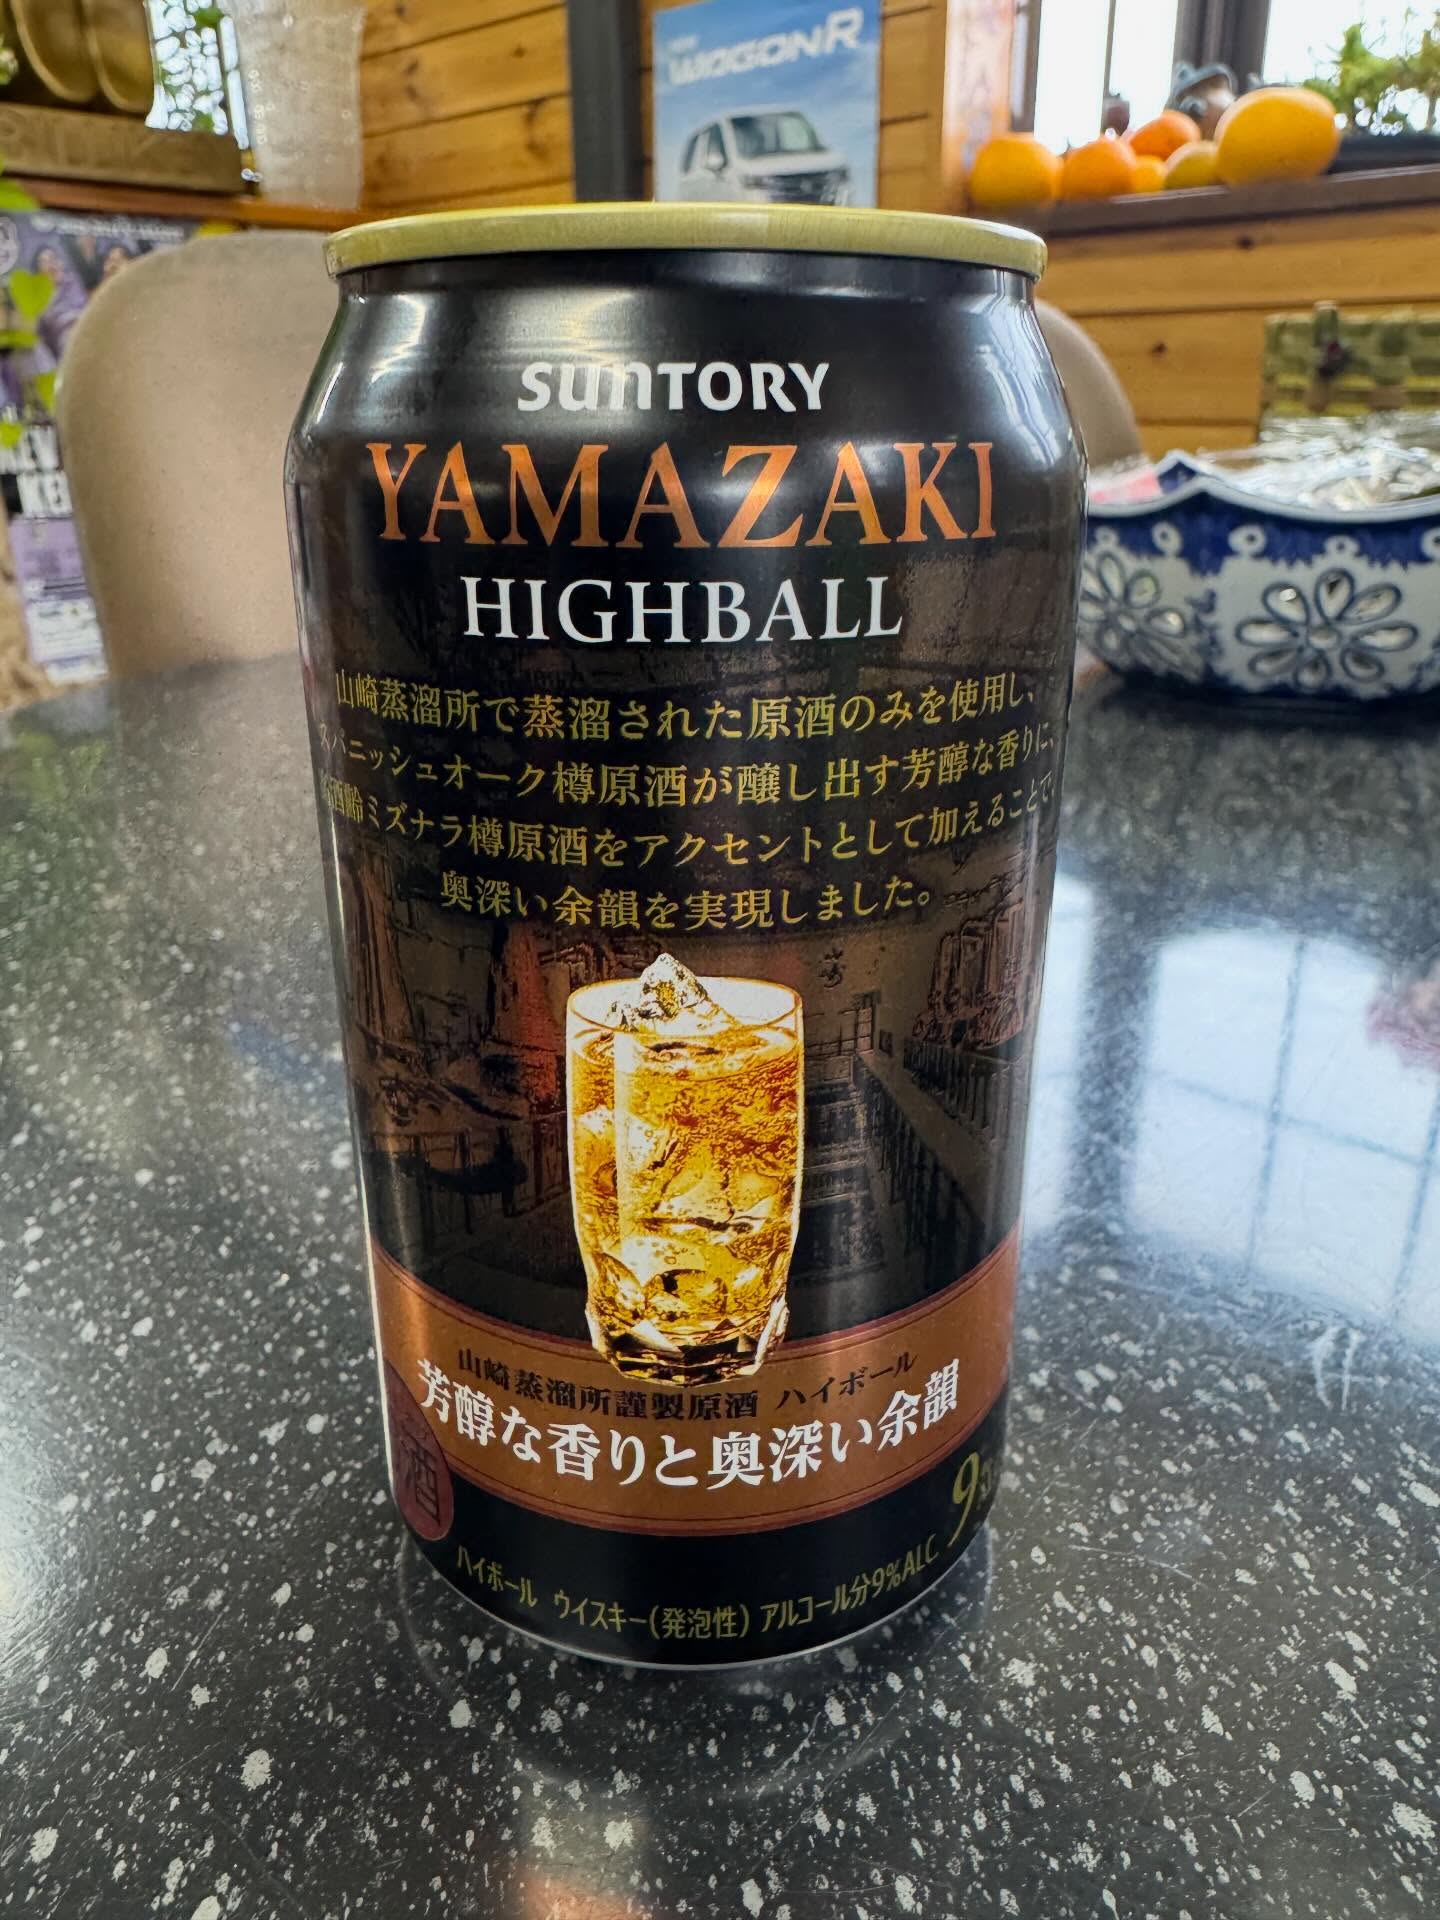 WAGONR
SUNTORY
YAMAZAKI
HIGHBALL
山崎蒸溜所で蒸溜された原酒のみを使用し、
スパニッシュオーク樽原酒が醸し出す芳醇な香りに、
酒齢ミズナラ樽原酒をアクセントとして加えることで、
奥深い余韻を実現しました。
山崎蒸溜所謹製原酒 ハイボール
芳醇な香りと奥深い余韻
酒
9
ハイボール ウイスキー(発泡性) アルコール分9%ALC